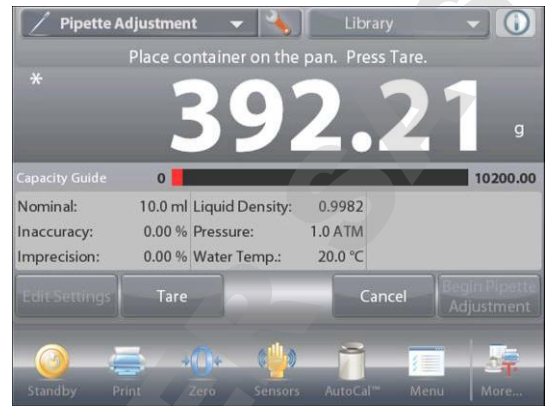 Pipette Adjustment Library
Place container on the pan. Press Tare.
*
392.21 g
Capacity Guide 0 10200.00
Nominal: 10.0 ml Liquid Density: 0.9982
Inaccuracy: 0.00 % Pressure: 1.0 ATM
Imprecision: 0.00 % Water Temp.: 20.0 °C
Edit Settings Tare Cancel Begin Pipette
Adjustment
Standby Print Zero Sensors AutoCal™ Menu More...